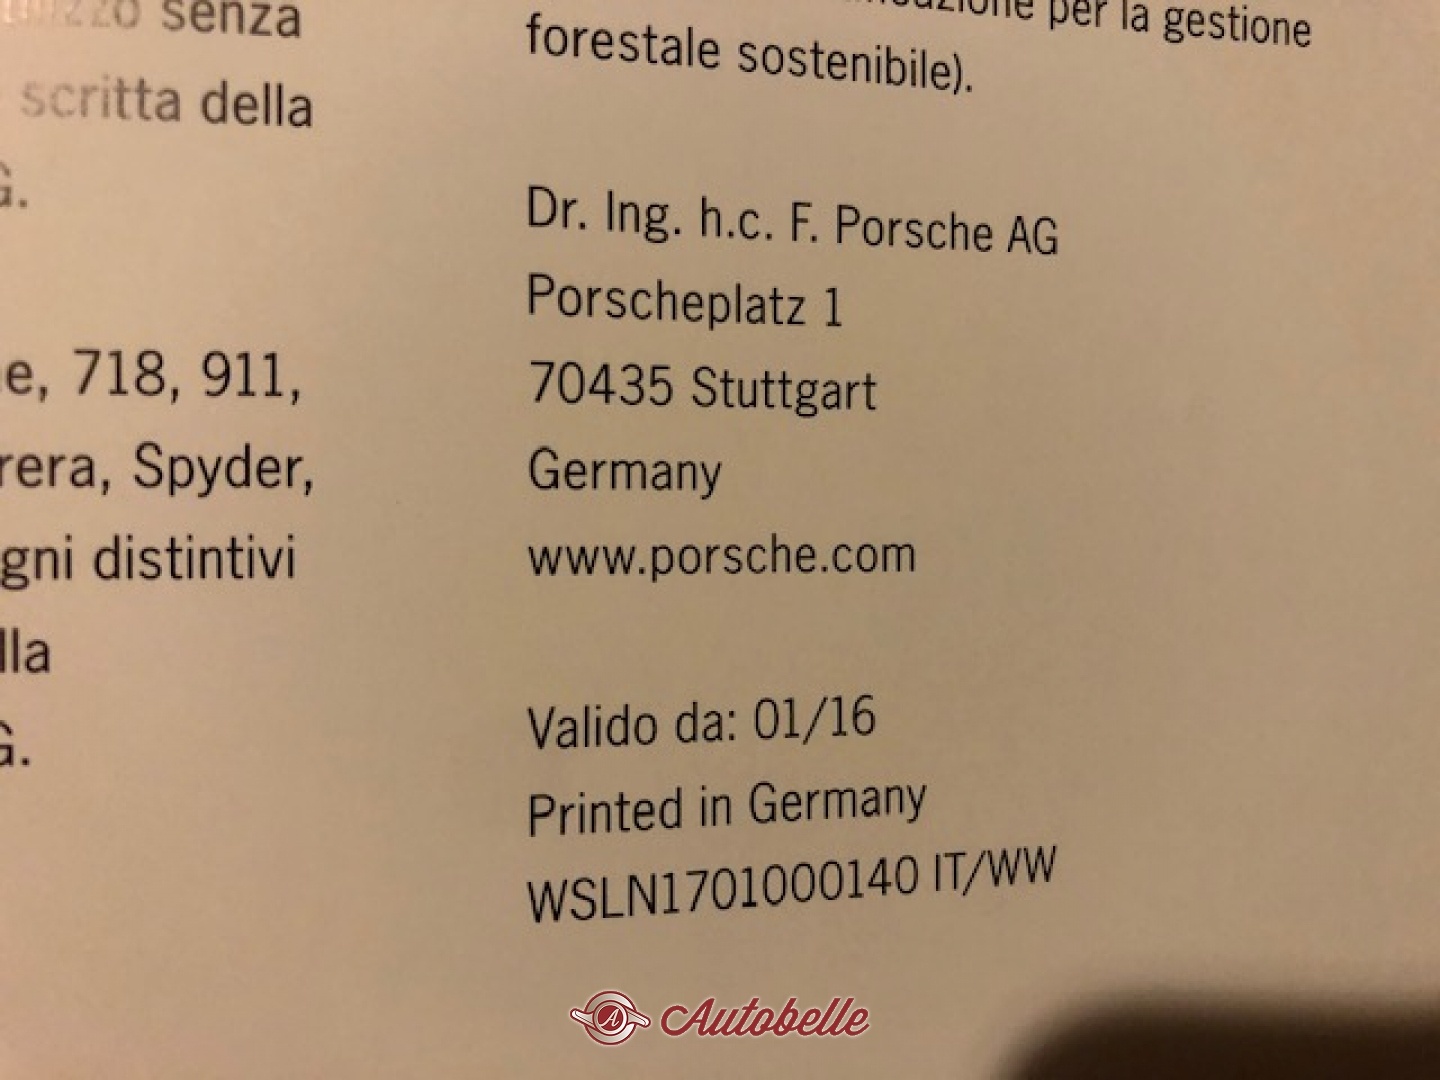 senza
scritta della
G.
e, 718, 911,
rera, Spyder,
gni distintivi
lla
G.
per la gestione
forestale sostenibile).
Dr. Ing. h.c. F. Porsche AG
Porscheplatz 1
70435 Stuttgart
Germany
www.porsche.com
Valido da: 01/16
Printed in Germany
WSLN1701000140 IT/WW
A Autobelle